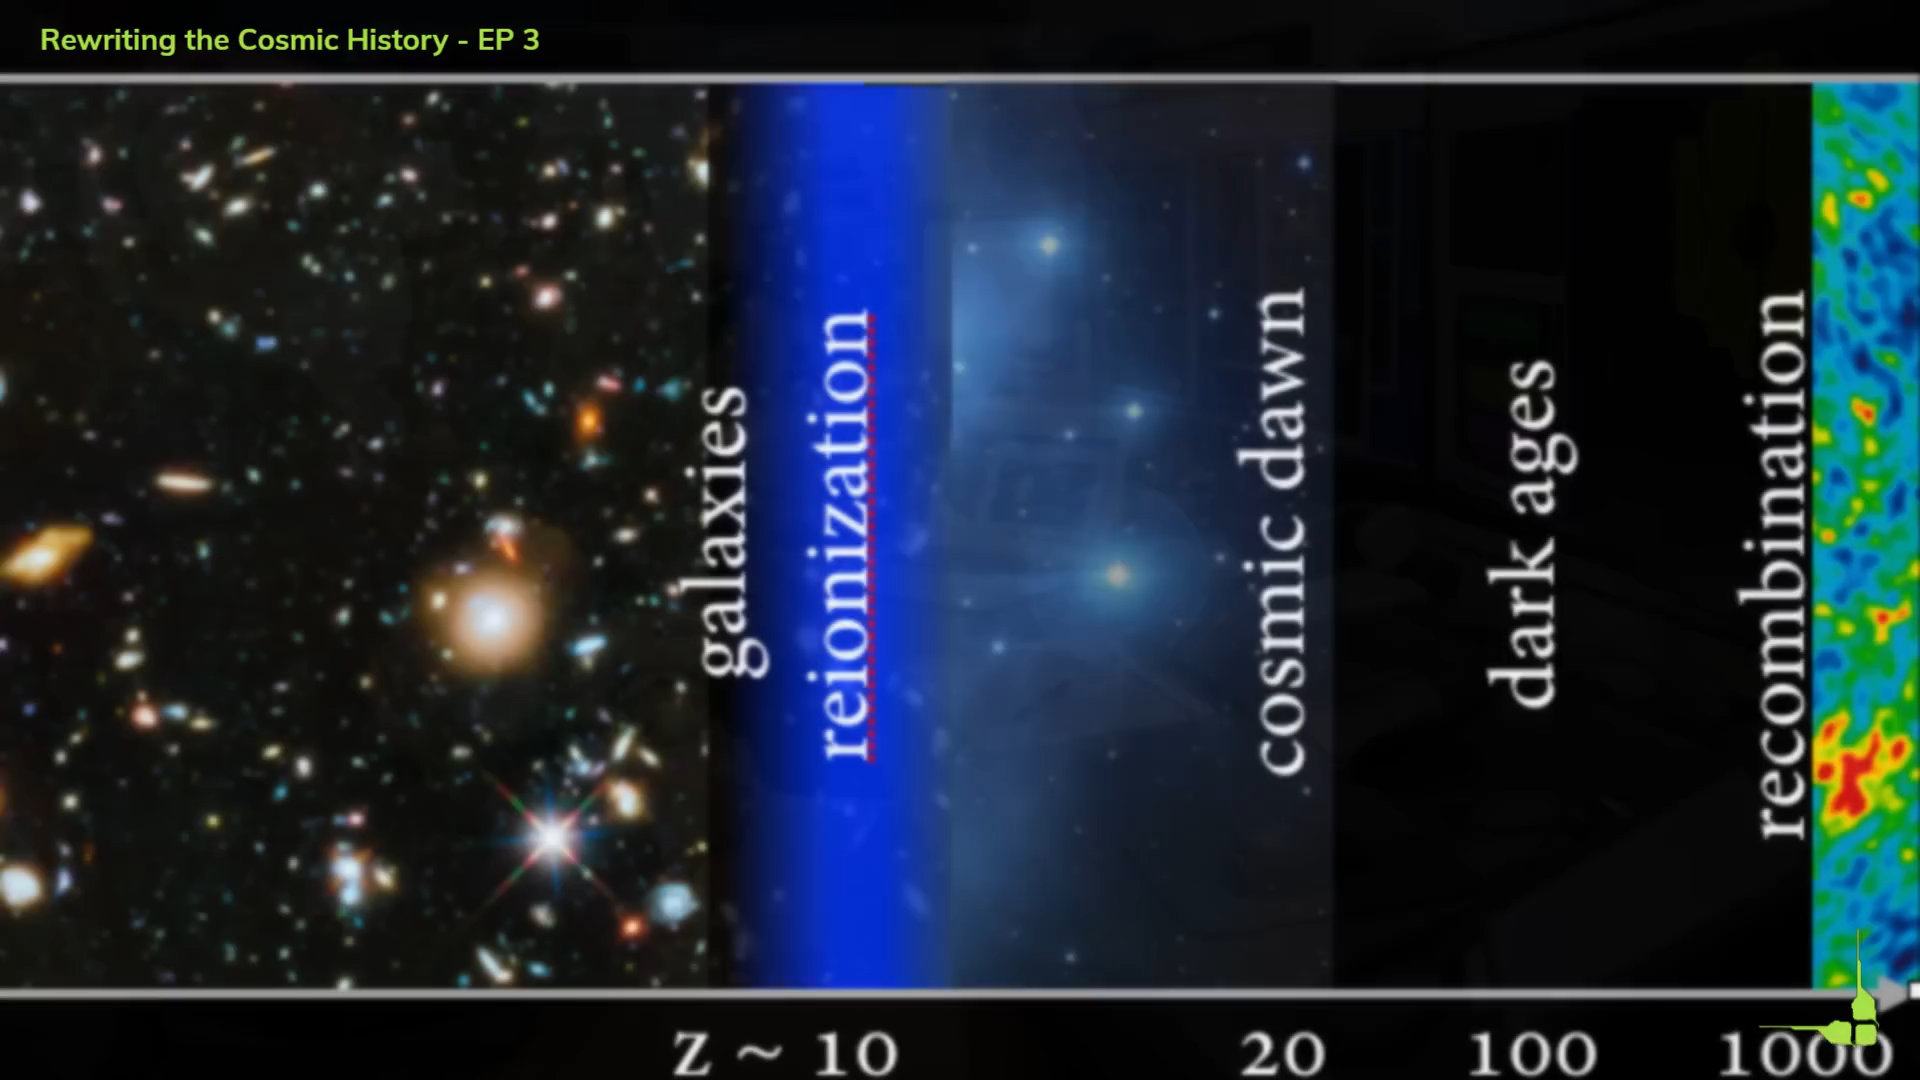 Rewriting the Cosmic History - EP 3
galaxies
reionization
cosmic dawn
dark ages
recombination
z ~ 10
20
100
1000